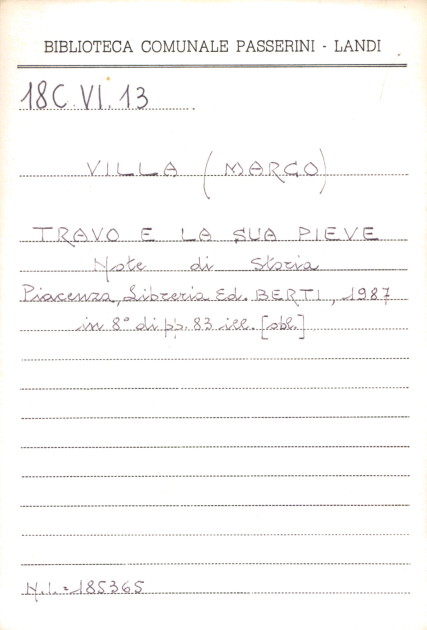 BIBLIOTECA COMUNALE PASSERINI - LANDI
18C.VI.13
VILLA (MARCO)
TRAVO E LA SUA PIEVE
Note di Storia
Piacenza, Libreria Ed. BERTI, 1987
in 8° di pp. 83 ill. [obl.]
N.I. = 185365